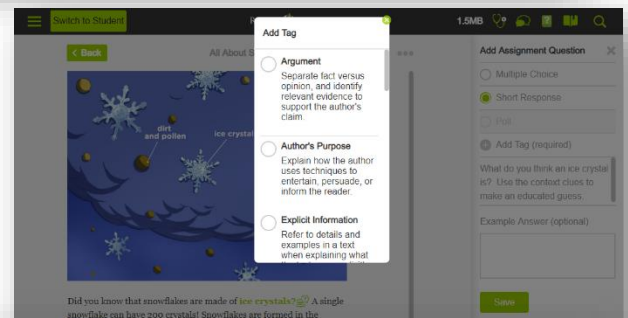 Switch to Student
1.5MB
< Back
All About S
dirt
and pollen
ice crystal
Did you know that snowflakes are made of ice crystals? A single
snowflake can have 200 crystals! Snowflakes are formed in the
Add Tag
Argument
Separate fact versus
opinion, and identify
relevant evidence to
support the author's
claim.
Author's Purpose
Explain how the author
uses techniques to
entertain, persuade, or
inform the reader.
Explicit Information
Refer to details and
examples in a text
when explaining what
Add Assignment Question
Multiple Choice
Short Response
Poll
Add Tag (required)
What do you think an ice crystal
is? Use the context clues to
make an educated guess.
Example Answer (optional)
Save